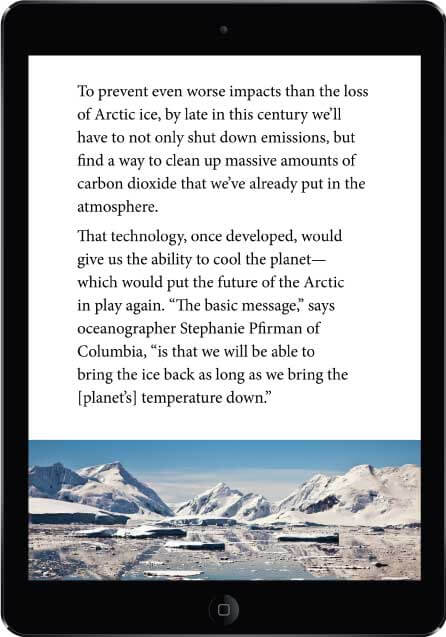 To prevent even worse impacts than the loss
of Arctic ice, by late in this century we’ll
have to not only shut down emissions, but
find a way to clean up massive amounts of
carbon dioxide that we’ve already put in the
atmosphere.
That technology, once developed, would
give us the ability to cool the planet—
which would put the future of the Arctic
in play again. “The basic message,” says
oceanographer Stephanie Pfirman of
Columbia, “is that we will be able to
bring the ice back as long as we bring the
[planet’s] temperature down.”